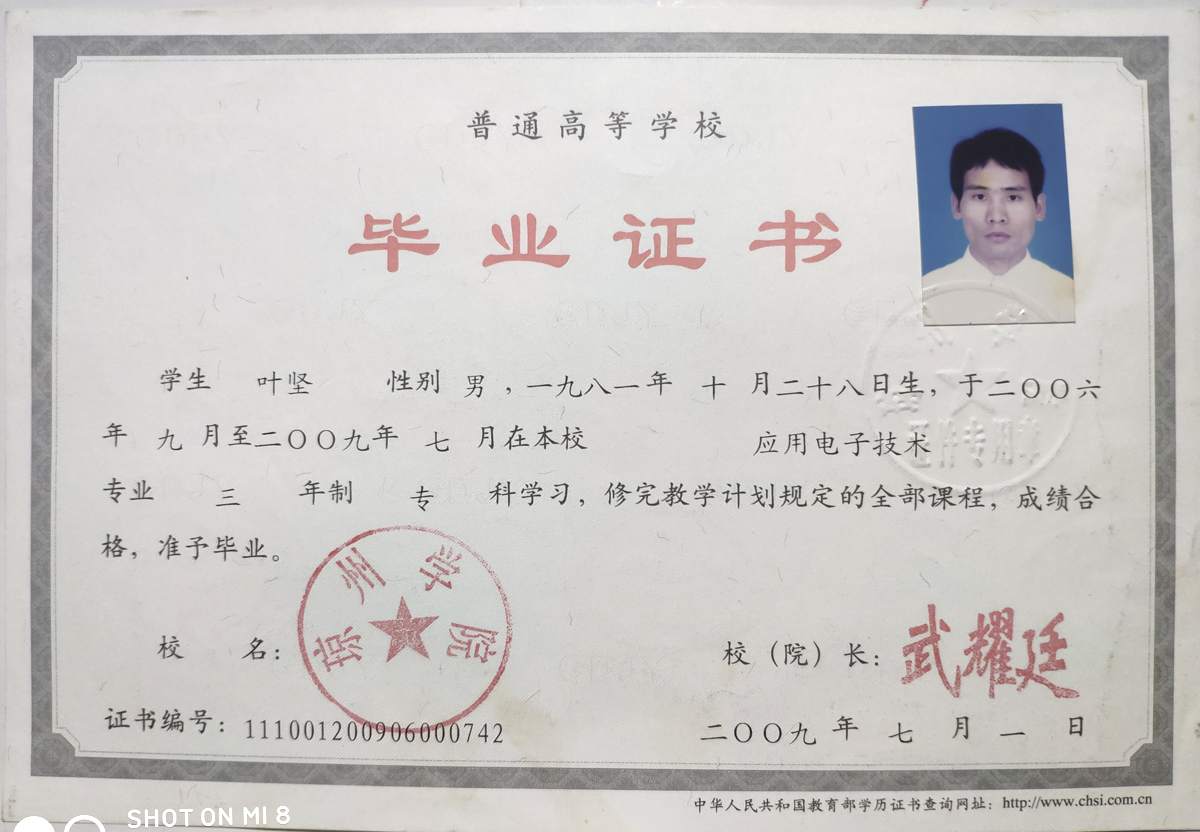 普通高等学校
毕业证书
学生 叶坚 性别 男，一九八一年 十 月二十八日生，于二〇〇六
年 九 月至二〇〇九年 七 月在本校 应用电子技术
专业 三 年制 专 科学习，修完教学计划规定的全部课程，成绩合
格，准予毕业。
琼州学院
校 名：
校（院）长：武耀廷
证书编号：111001200906000742
二〇〇九 年 七 月 一 日
中华人民共和国教育部学历证书查询网址：http://www.chsi.com.cn
SHOT ON MI 8